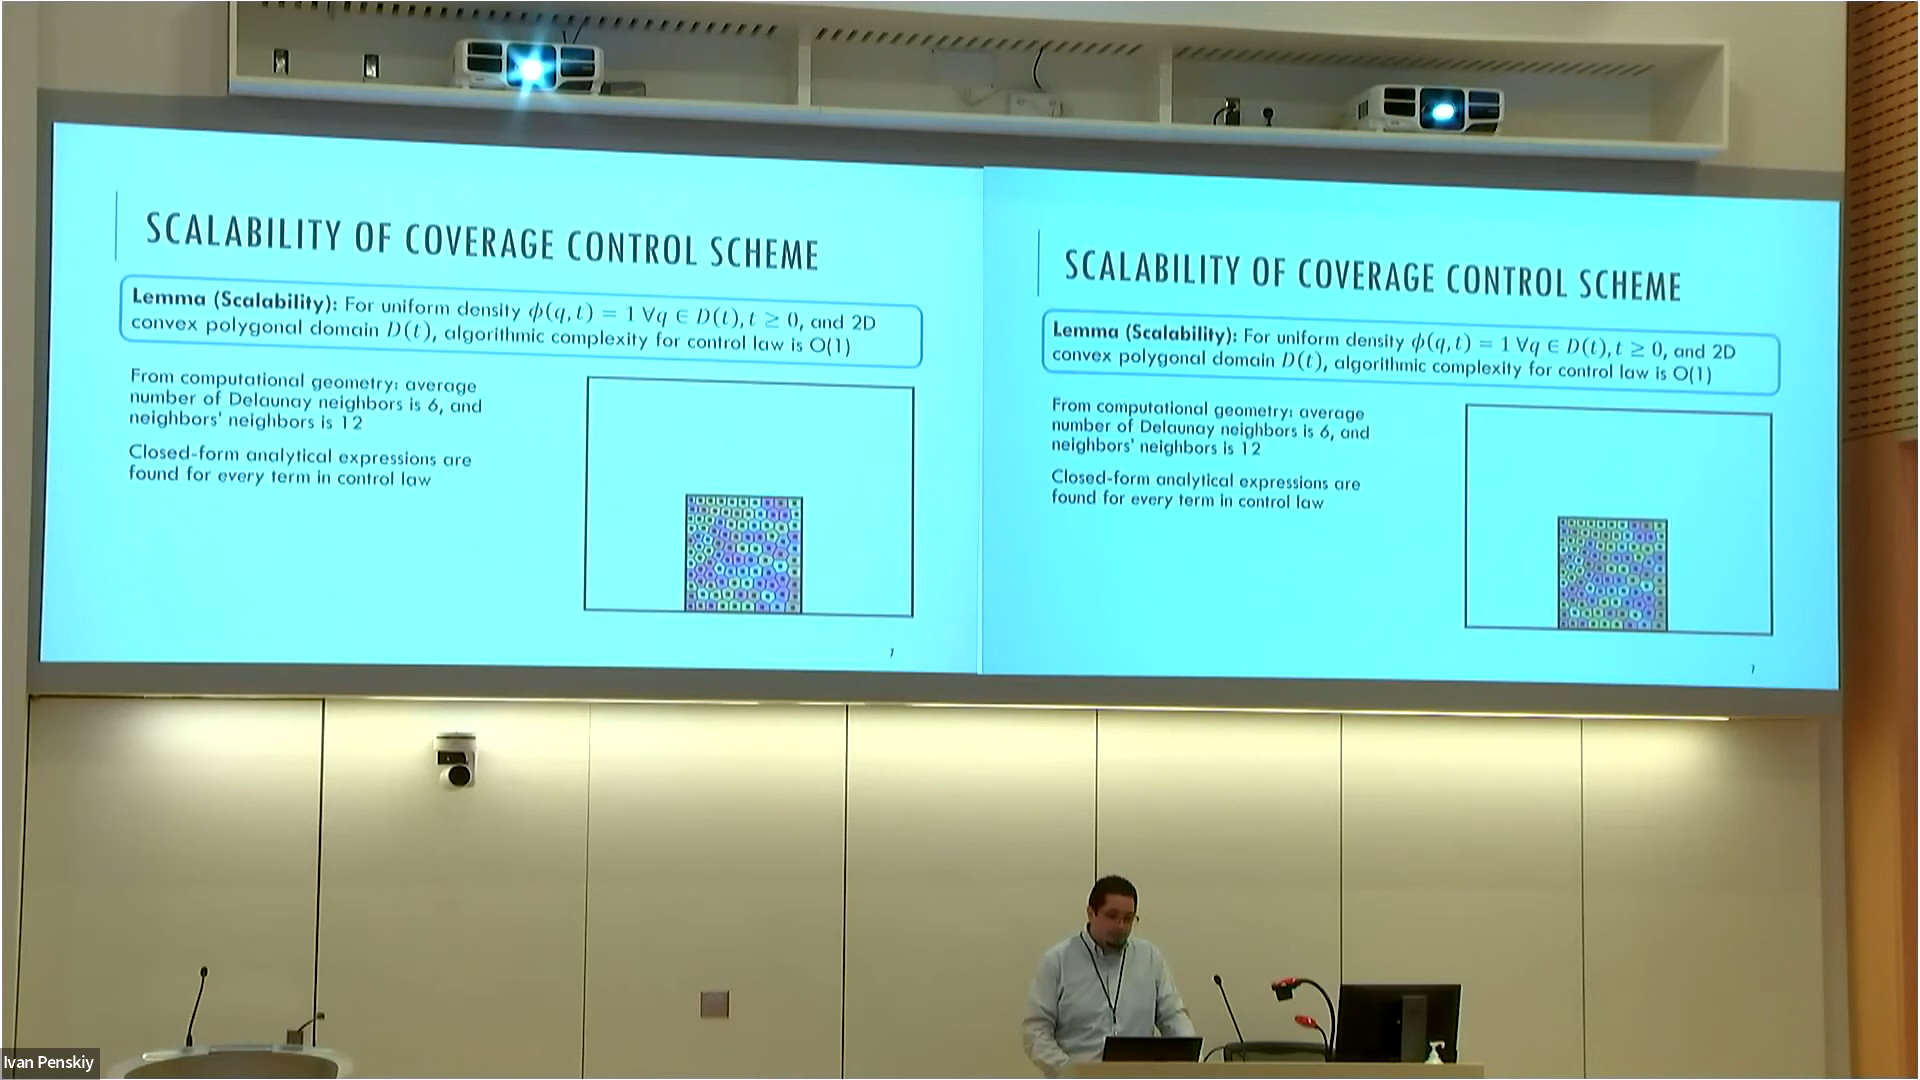 SCALABILITY OF COVERAGE CONTROL SCHEME
Lemma (Scalability): For uniform density ϕ(q, t) = 1 ∀q ∈ D(t), t ≥ 0, and 2D
convex polygonal domain D(t), algorithmic complexity for control law is O(1)
From computational geometry: average
number of Delaunay neighbors is 6, and
neighbors' neighbors is 12
Closed-form analytical expressions are
found for every term in control law
7
SCALABILITY OF COVERAGE CONTROL SCHEME
Lemma (Scalability): For uniform density ϕ(q, t) = 1 ∀q ∈ D(t), t ≥ 0, and 2D
convex polygonal domain D(t), algorithmic complexity for control law is O(1)
From computational geometry: average
number of Delaunay neighbors is 6, and
neighbors' neighbors is 12
Closed-form analytical expressions are
found for every term in control law
7
Ivan Penskiy